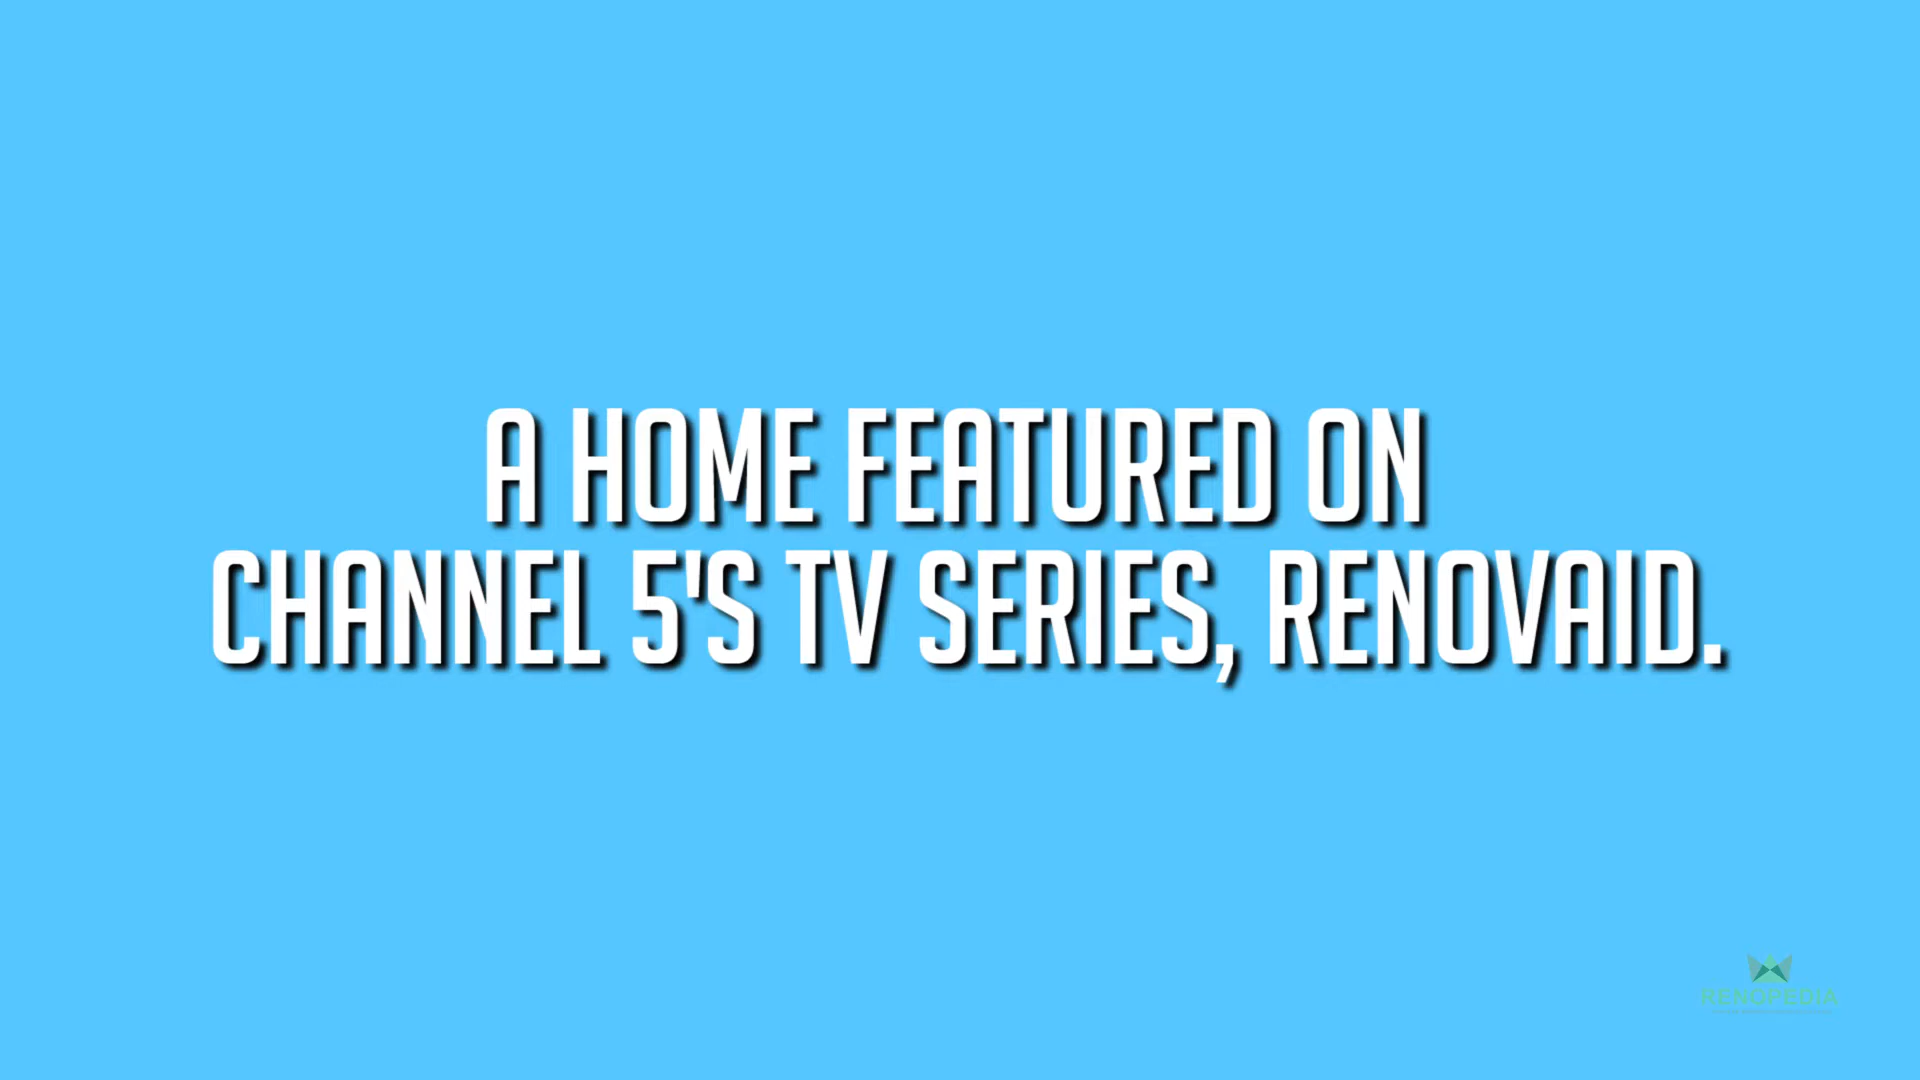 A HOME FEATURED ON
CHANNEL 5'S TV SERIES, RENOVAID.
RENOPEDIA